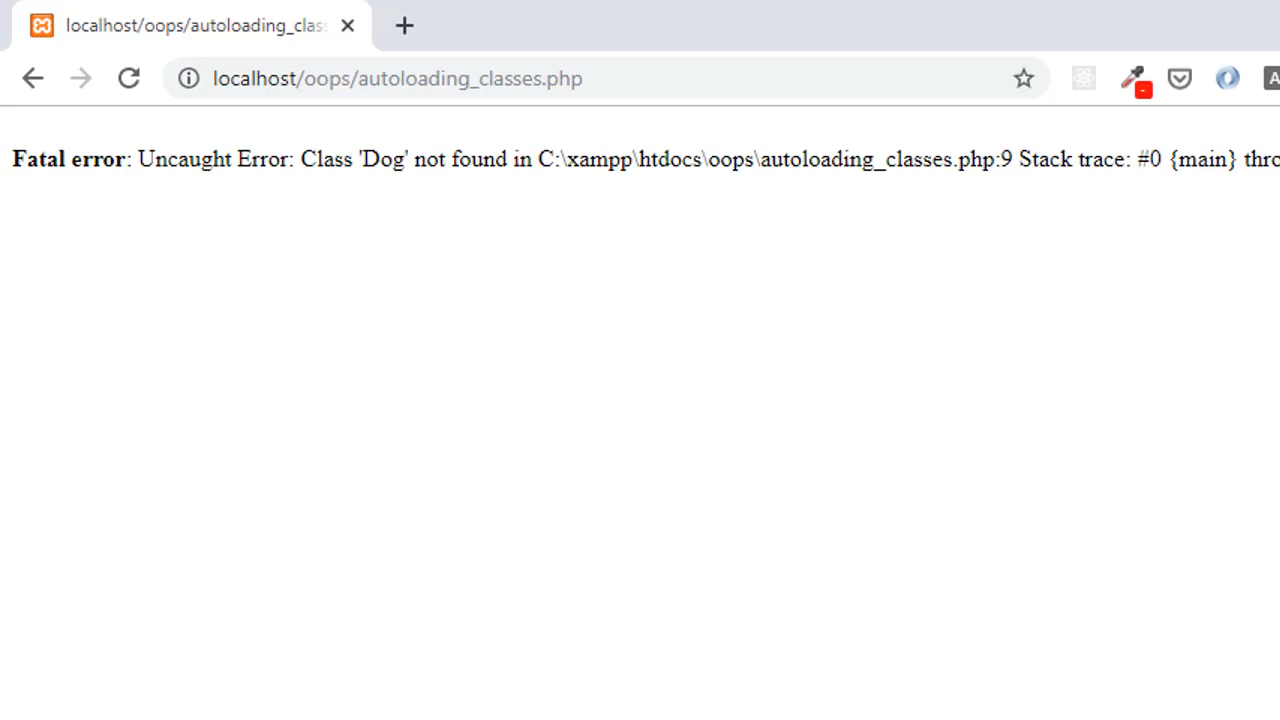 localhost/oops/autoloading_clas
localhost/oops/autoloading_classes.php
A
Fatal error: Uncaught Error: Class 'Dog' not found in C:\xampp\htdocs\oops\autoloading_classes.php:9 Stack trace: #0 {main} thro